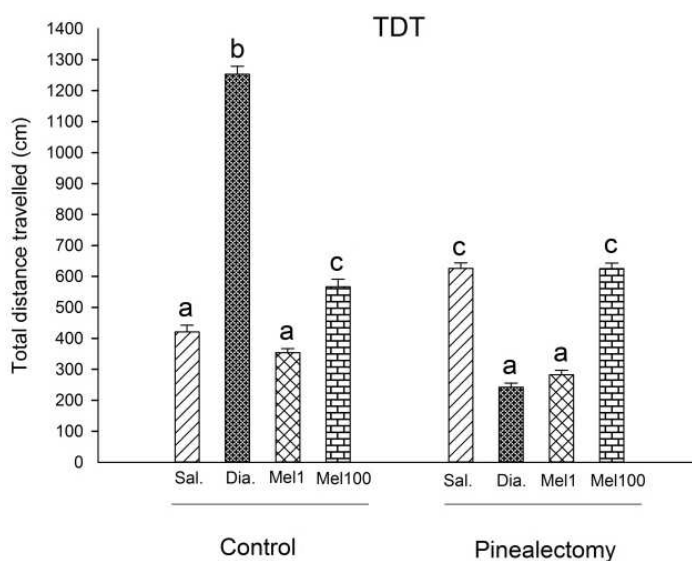 TDT
Total distance travelled (cm)
1400
1300
1200
1100
1000
900
800
700
600
500
400
300
200
100
0
a
b
a
c
c
a
a
c
Sal.
Dia.
Mel1
Mel100
Sal.
Dia.
Mel1
Mel100
Control
Pinealectomy